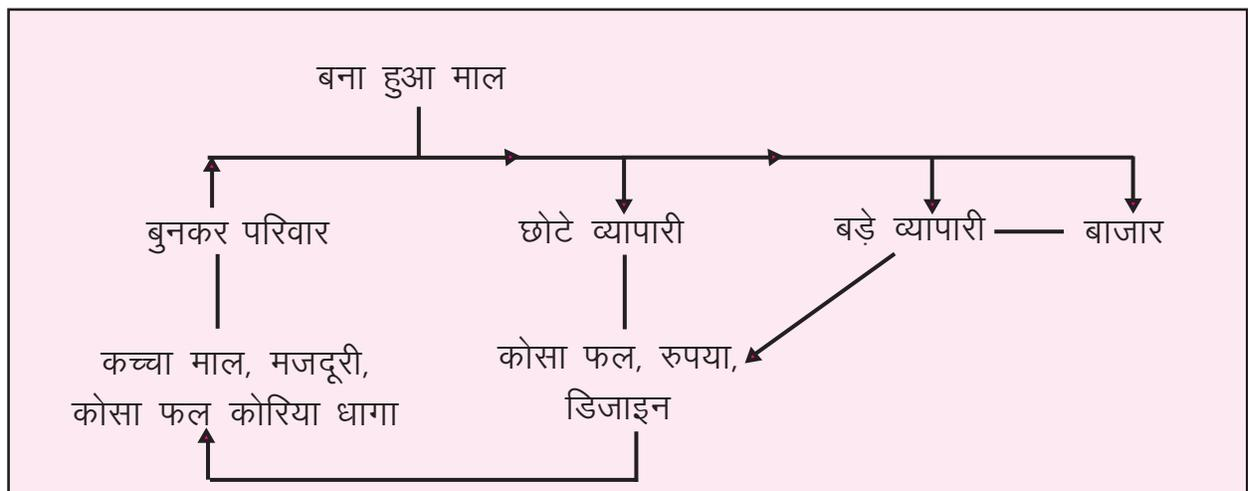 बना हुआ माल
बुनकर परिवार
छोटे व्यापारी
बड़े व्यापारी
बाजार
कच्चा माल, मजदूरी,
कोसा फल कोरिया धागा
कोसा फल, रुपया,
डिजाइन